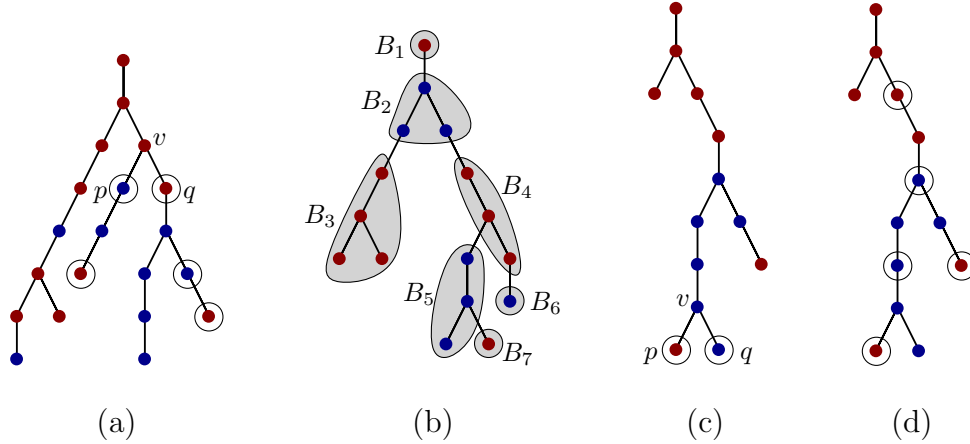 v
p
q
(a)
B₁
B₂
B₃
B₄
B₅
B₆
B₇
(b)
v
p
q
(c)
(d)